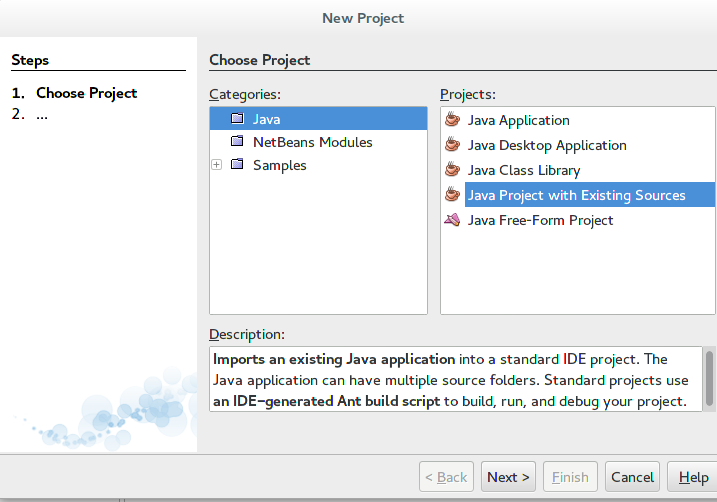 New Project
Steps
1. Choose Project
2. ...
Choose Project
Categories:
Java
NetBeans Modules
Samples
Projects:
Java Application
Java Desktop Application
Java Class Library
Java Project with Existing Sources
Java Free-Form Project
Description:
Imports an existing Java application into a standard IDE project. The
Java application can have multiple source folders. Standard projects use
an IDE-generated Ant build script to build, run, and debug your project.
< Back
Next >
Finish
Cancel
Help